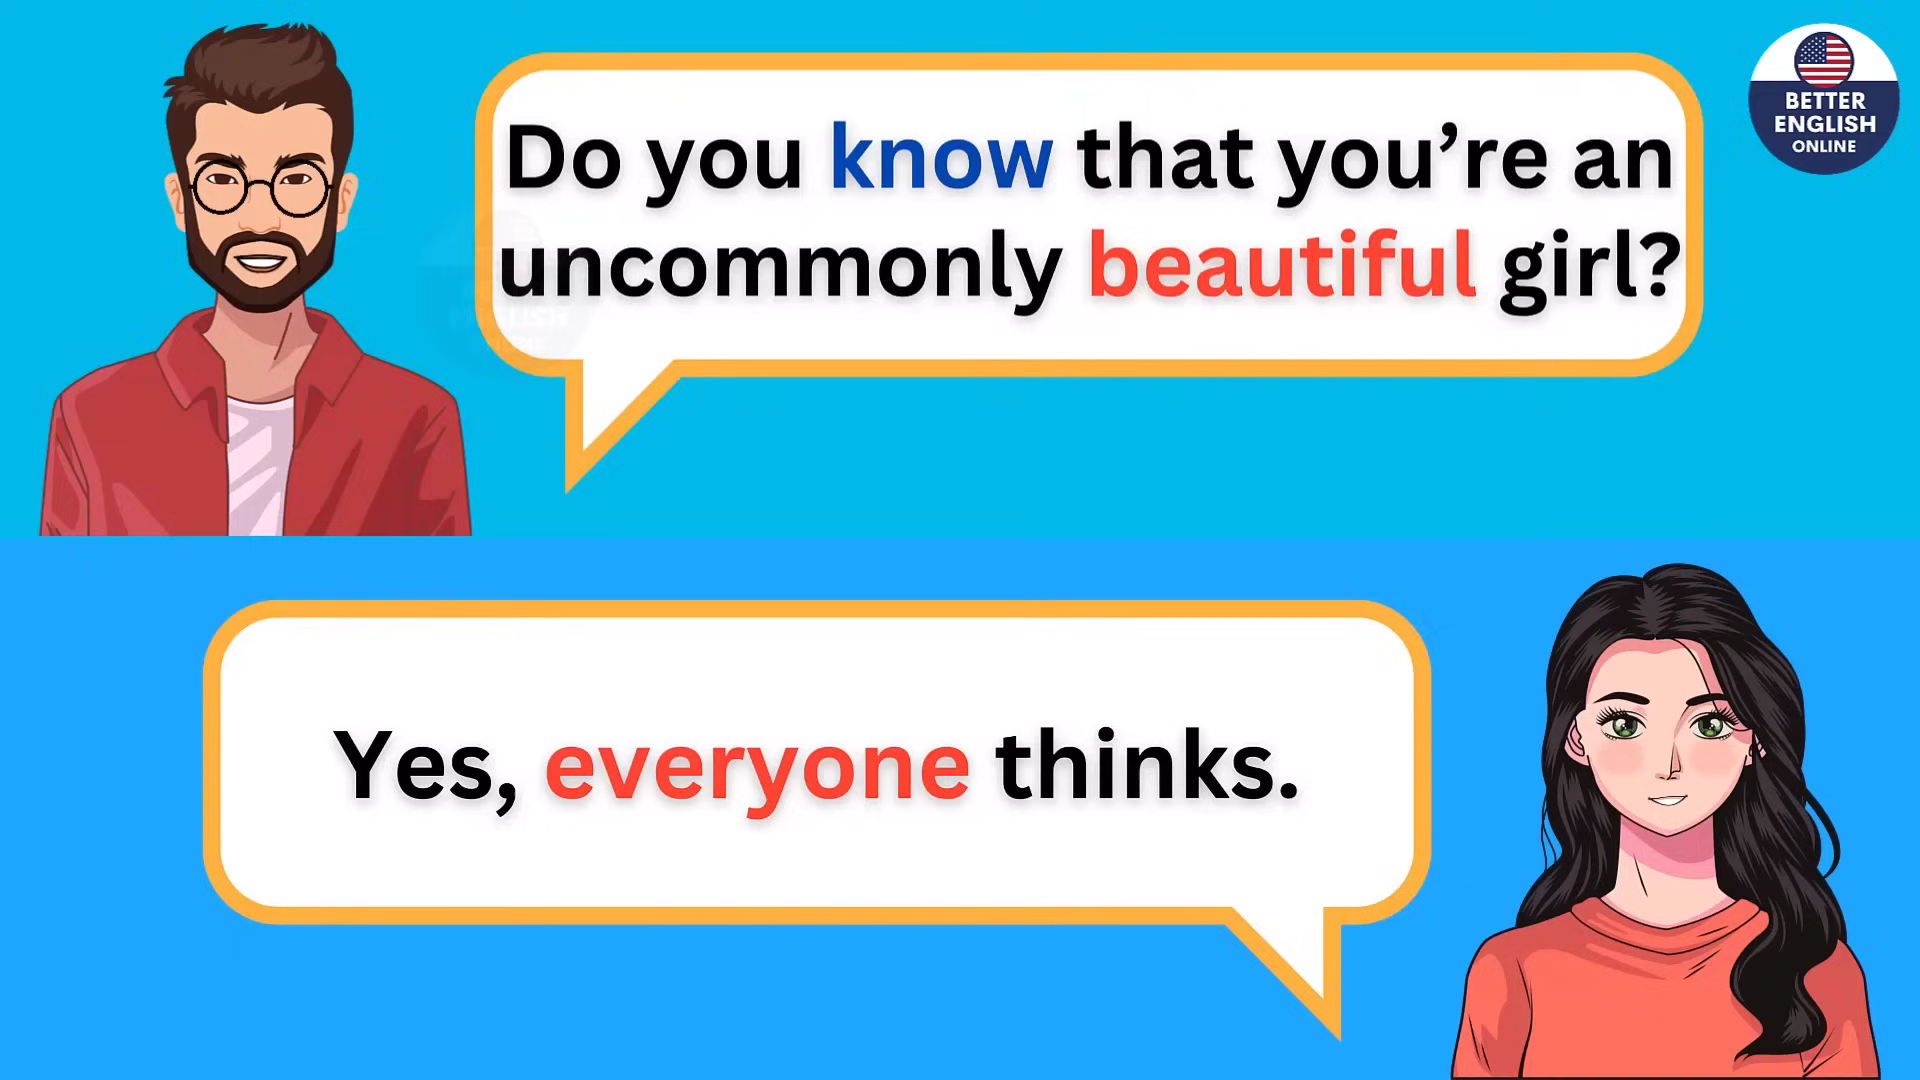 Do you know that you’re an
uncommonly beautiful girl?
BETTER
ENGLISH
ONLINE
Yes, everyone thinks.